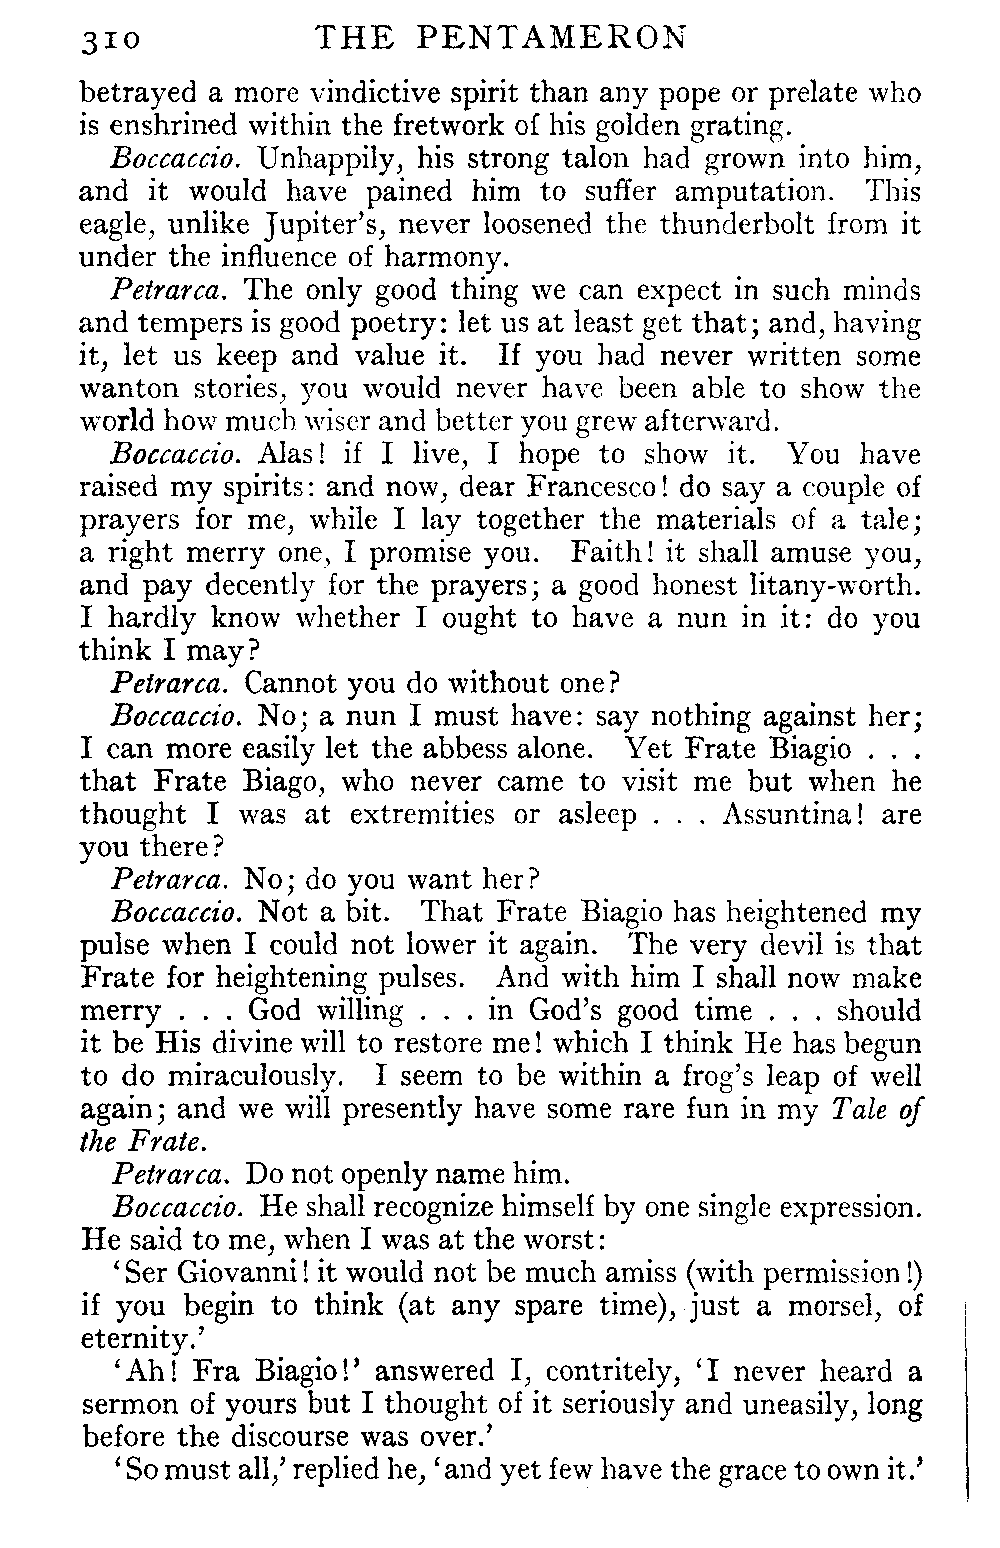 310 THE PENTAMERON
betrayed a more vindictive spirit than any pope or prelate who
is enshrined within the fretwork of his golden grating.
Boccaccio. Unhappily, his strong talon had grown into him,
and it would have pained him to suffer amputation. This
eagle, unlike Jupiter's, never loosened the thunderbolt from it
under the influence of harmony.
Petrarca. The only good thing we can expect in such minds
and tempers is good poetry: let us at least get that; and, having
it, let us keep and value it. If you had never written some
wanton stories, you would never have been able to show the
world how much wiser and better you grew afterward.
Boccaccio. Alas! if I live, I hope to show it. You have
raised my spirits: and now, dear Francesco! do say a couple of
prayers for me, while I lay together the materials of a tale;
a right merry one, I promise you. Faith! it shall amuse you,
and pay decently for the prayers; a good honest litany-worth.
I hardly know whether I ought to have a nun in it: do you
think I may?
Petrarca. Cannot you do without one?
Boccaccio. No; a nun I must have: say nothing against her;
I can more easily let the abbess alone. Yet Frate Biagio . . .
that Frate Biago, who never came to visit me but when he
thought I was at extremities or asleep . . . Assuntina! are
you there?
Petrarca. No; do you want her?
Boccaccio. Not a bit. That Frate Biagio has heightened my
pulse when I could not lower it again. The very devil is that
Frate for heightening pulses. And with him I shall now make
merry . . . God willing . . . in God's good time . . . should
it be His divine will to restore me! which I think He has begun
to do miraculously. I seem to be within a frog's leap of well
again; and we will presently have some rare fun in my Tale of
the Frate.
Petrarca. Do not openly name him.
Boccaccio. He shall recognize himself by one single expression.
He said to me, when I was at the worst:
'Ser Giovanni! it would not be much amiss (with permission!)
if you begin to think (at any spare time), just a morsel, of
eternity.'
'Ah! Fra Biagio!' answered I, contritely, 'I never heard a
sermon of yours but I thought of it seriously and uneasily, long
before the discourse was over.'
'So must all,' replied he, 'and yet few have the grace to own it.'